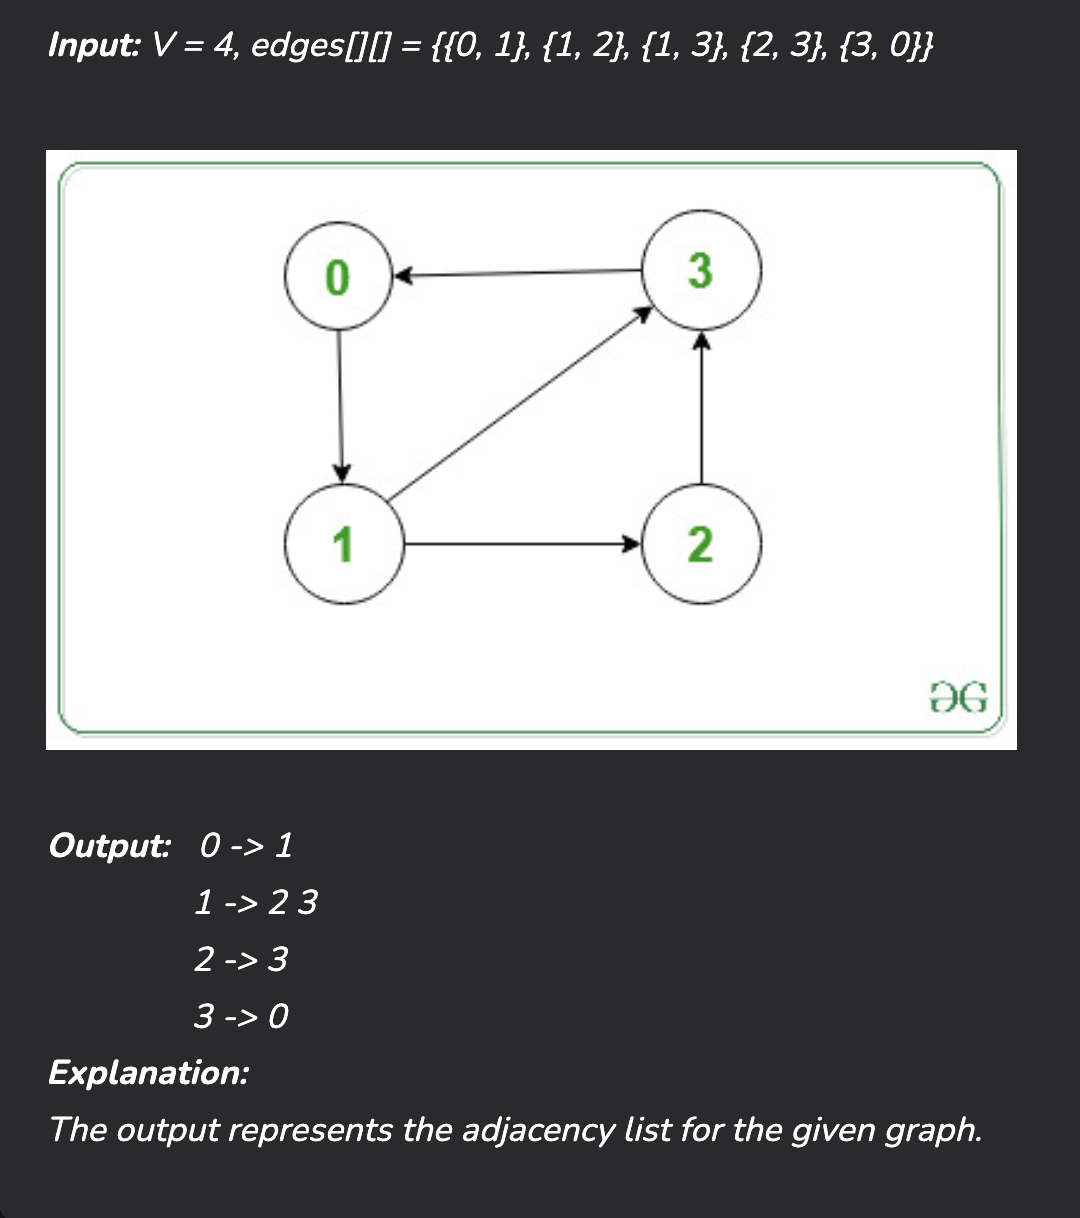 Input: V = 4, edges[][] = {{0, 1}, {1, 2}, {1, 3}, {2, 3}, {3, 0}}
0
3
1
2
Output: 0 -> 1
1 -> 2 3
2 -> 3
3 -> 0
Explanation:
The output represents the adjacency list for the given graph.